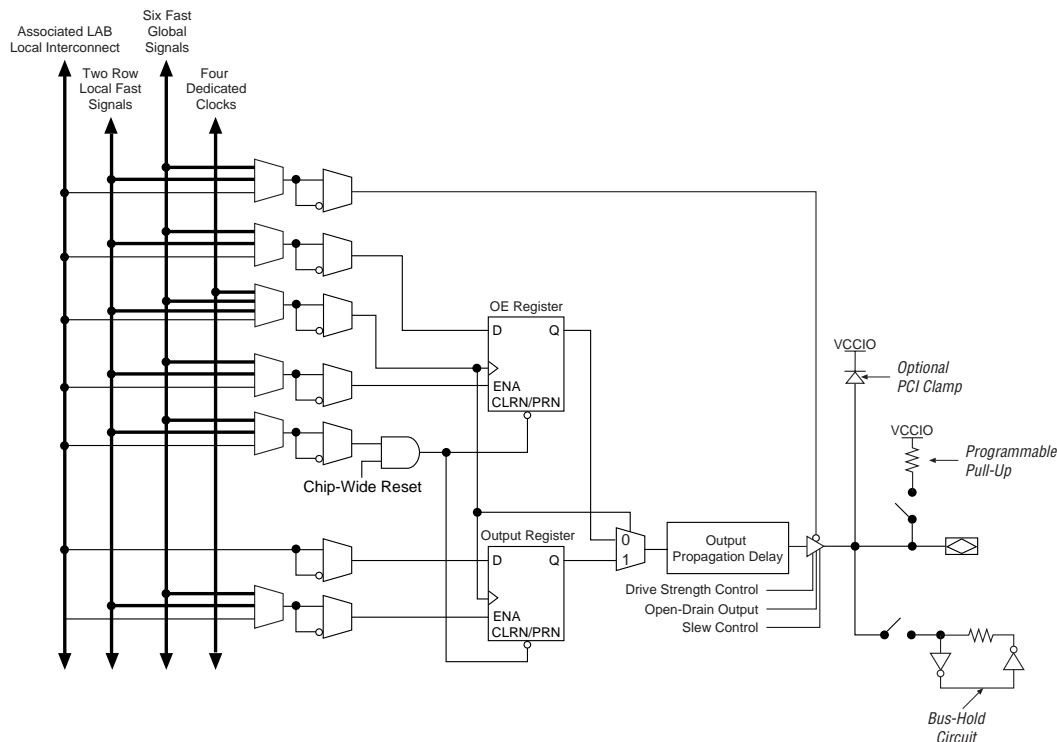 Associated LAB
Local Interconnect
Six Fast
Global
Signals
Two Row
Local Fast
Signals
Four
Dedicated
Clocks
OE Register
D
Q
ENA
CLRN/PRN
Chip-Wide Reset
Output Register
D
Q
ENA
CLRN/PRN
0
1
Output
Propagation Delay
Drive Strength Control
Open-Drain Output
Slew Control
VCCIO
Optional
PCI Clamp
VCCIO
Programmable
Pull-Up
Bus-Hold
Circuit